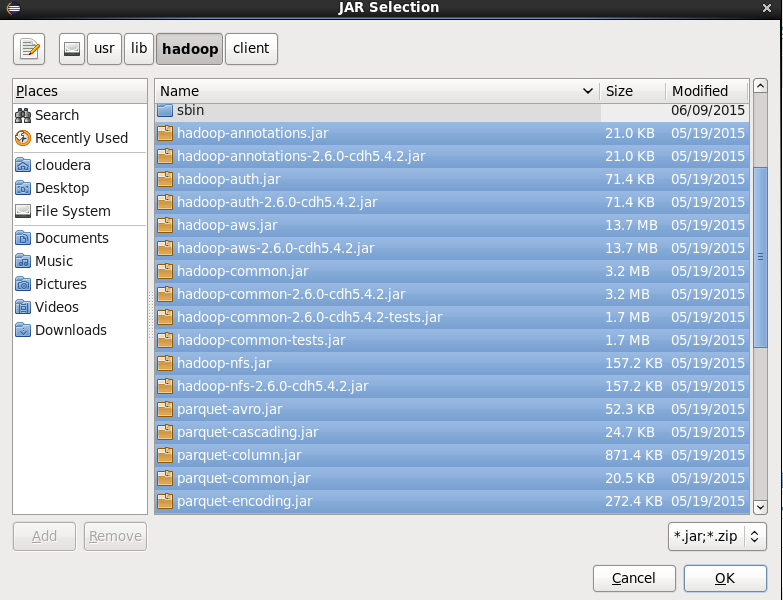 JAR Selection
usr lib hadoop client
Places
Search
Recently Used
cloudera
Desktop
File System
Documents
Music
Pictures
Videos
Downloads
Name Size Modified
sbin 06/09/2015
hadoop-annotations.jar 21.0 KB 05/19/2015
hadoop-annotations-2.6.0-cdh5.4.2.jar 21.0 KB 05/19/2015
hadoop-auth.jar 71.4 KB 05/19/2015
hadoop-auth-2.6.0-cdh5.4.2.jar 71.4 KB 05/19/2015
hadoop-aws.jar 13.7 MB 05/19/2015
hadoop-aws-2.6.0-cdh5.4.2.jar 13.7 MB 05/19/2015
hadoop-common.jar 3.2 MB 05/19/2015
hadoop-common-2.6.0-cdh5.4.2.jar 3.2 MB 05/19/2015
hadoop-common-2.6.0-cdh5.4.2-tests.jar 1.7 MB 05/19/2015
hadoop-common-tests.jar 1.7 MB 05/19/2015
hadoop-nfs.jar 157.2 KB 05/19/2015
hadoop-nfs-2.6.0-cdh5.4.2.jar 157.2 KB 05/19/2015
parquet-avro.jar 52.3 KB 05/19/2015
parquet-cascading.jar 24.7 KB 05/19/2015
parquet-column.jar 871.4 KB 05/19/2015
parquet-common.jar 20.5 KB 05/19/2015
parquet-encoding.jar 272.4 KB 05/19/2015
Add Remove
*.jar;*.zip
Cancel OK